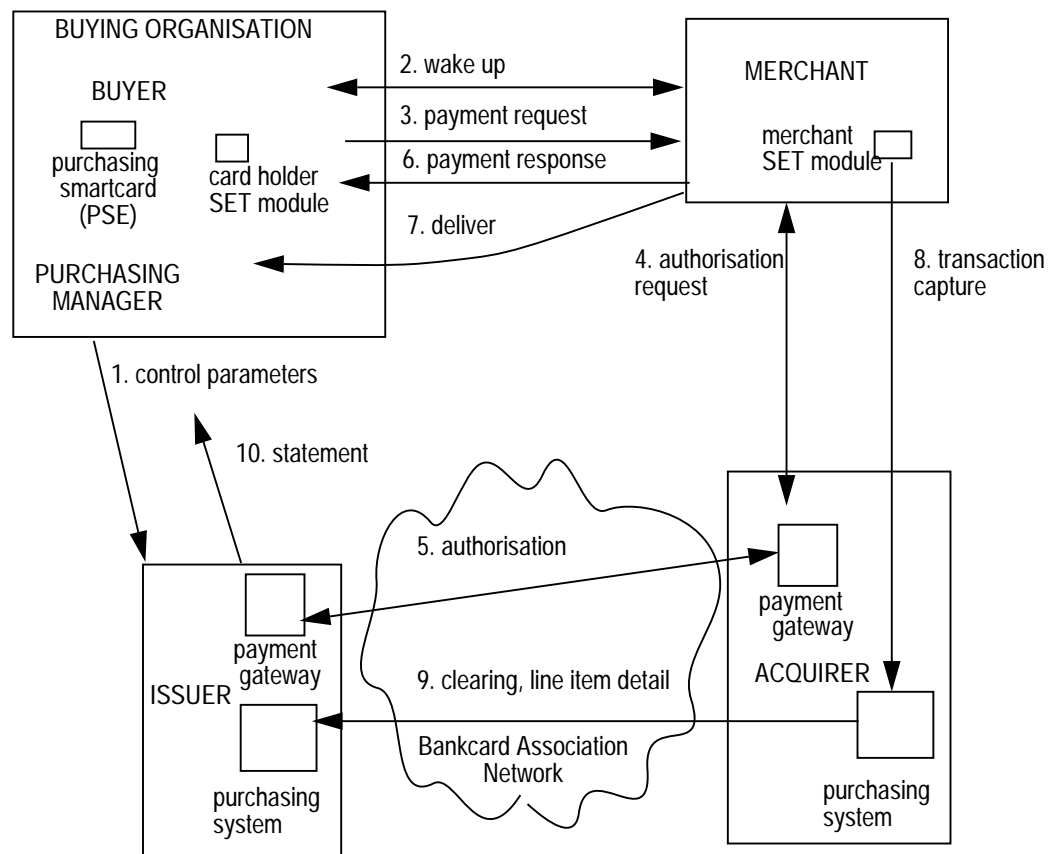 BUYING ORGANISATION
BUYER
purchasing
smartcard
(PSE)
card holder
SET module
PURCHASING
MANAGER
2. wake up
3. payment request
6. payment response
7. deliver
MERCHANT
merchant
SET module
4. authorisation
request
8. transaction
capture
1. control parameters
10. statement
5. authorisation
9. clearing, line item detail
Bankcard Association
Network
payment
gateway
ISSUER
purchasing
system
payment
gateway
ACQUIRER
purchasing
system